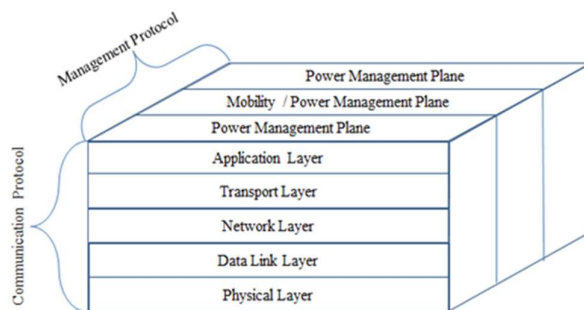 Management Protocol
Power Management Plane
Mobility / Power Management Plane
Power Management Plane
Communication Protocol
Application Layer
Transport Layer
Network Layer
Data Link Layer
Physical Layer